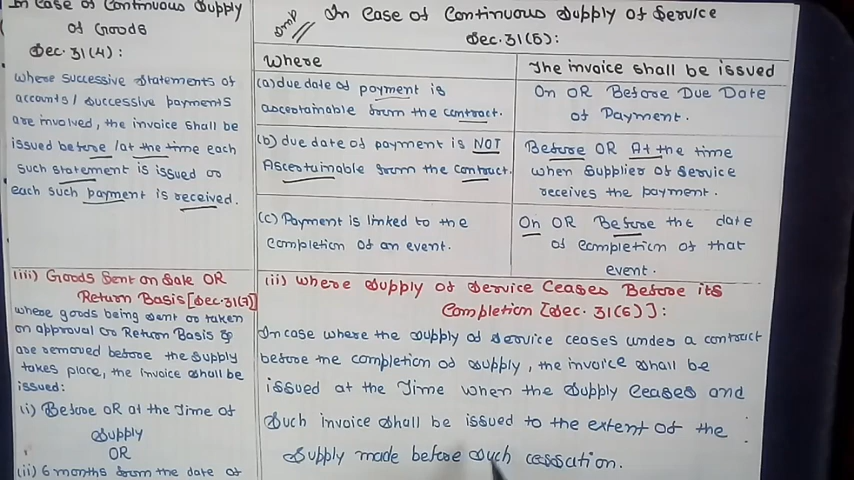 In case of Continuous Supply
of Goods
Sec. 31(4):
where successive statements of
accounts / successive payments
are involved, the invoice shall be
issued before / at the time each
such statement is issued or
each such payment is received.
Imp
In Case of Continuous Supply of Service
Sec. 31(5):
Where
The invoice shall be issued
(a) due date of payment is
ascertainable from the contract.
On OR Before Due Date
of Payment.
(b) due date of payment is NOT
Ascertainable from the contract.
Before OR At the time
when supplier of service
receives the payment.
(c) Payment is linked to the
completion of an event.
On OR Before the date
of completion of that
event.
(iii) Goods Sent on Sale OR
Return Basis [Sec. 31(7)]
where goods being sent or taken
on approval or Return Basis &
are removed before the supply
takes place, the invoice shall be
issued:
(i) Before OR at the Time of
Supply
OR
(ii) 6 months from the date of
(ii) Where Supply of Service Ceases Before its
Completion [Sec. 31(6)]:
In case where the supply of service ceases under a contract
before the completion of supply, the invoice shall be
issued at the Time when the Supply Ceases and
Such invoice shall be issued to the extent of the
Supply made before such cessation.